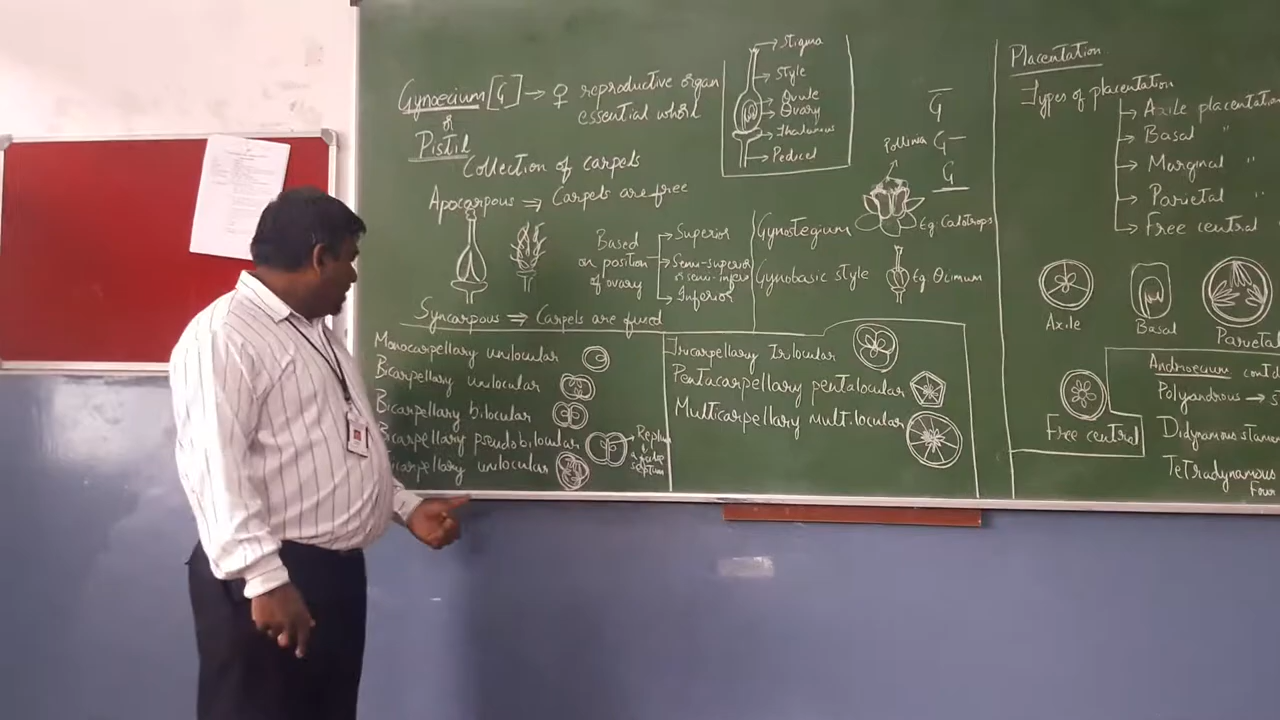 Gynoecium [G] → ♀ reproductive organ
essential whorl
or
Pistil
Collection of carpels
Apocarpous ⇒ Carpels are free
Syncarpous ⇒ Carpels are fused
Based
on position
of ovary
Superior
Semi-superior
or semi-infer
Inferior
Stigma
Style
Ovule
Ovary
Thalamus
Pedicel
G
Pollinia G
G
Gynostegium
Eg: Calotrops
Gynobasic style
Eg Ocimum
Monocarpellary unilocular
Bicarpellary unilocular
Bicarpellary bilocular
Bicarpellary pseudobilocular
unilocular
Replu
false
septum
Tricarpellary Trilocular
Pentacarpellary pentalocular
Multicarpellary multilocular
Placentation
Types of placentation
Axile placentation
Basal "
Marginal "
Parietal "
Free central
Axile
Basal
Parietal
Free central
Androecium contd
Polyandrous → s
Didynamous stamen
Tetradynamous
Four